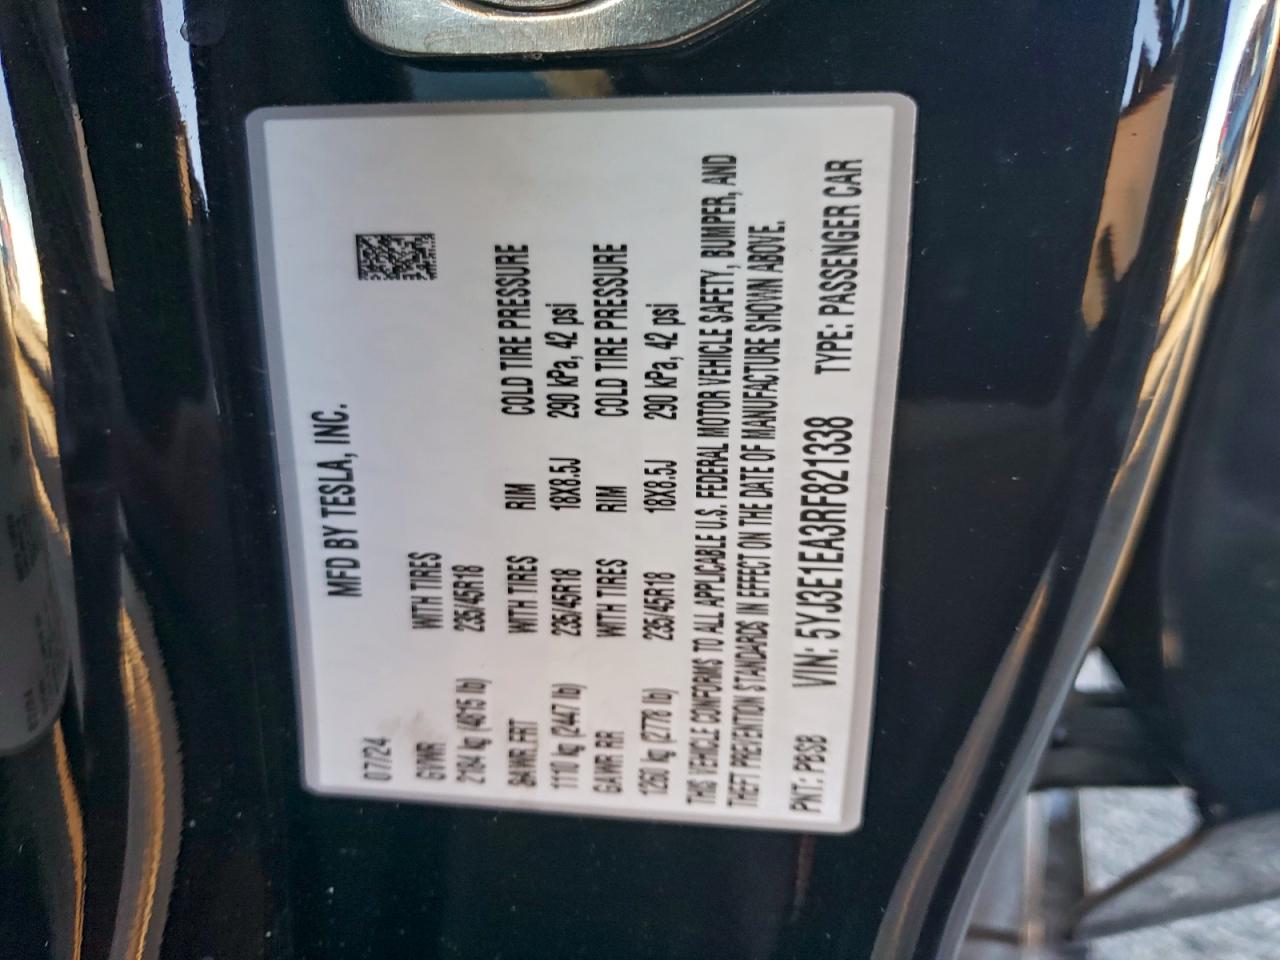 MFD BY TESLA, INC.
07/24
GVWR WITH TIRES
2184 kg (4815 lb) 235/45R18
GAWR FRT WITH TIRES RIM COLD TIRE PRESSURE
1110 kg (2447 lb) 235/45R18 18X8.5J 290 kPa, 42 psi
GAWR RR WITH TIRES RIM COLD TIRE PRESSURE
1260 kg (2778 lb) 235/45R18 18X8.5J 290 kPa, 42 psi
THIS VEHICLE CONFORMS TO ALL APPLICABLE U.S. FEDERAL MOTOR VEHICLE SAFETY, BUMPER, AND
THEFT PREVENTION STANDARDS IN EFFECT ON THE DATE OF MANUFACTURE SHOWN ABOVE.
PNT: PBSB VIN: 5YJ3E1EA3RF821338 TYPE: PASSENGER CAR